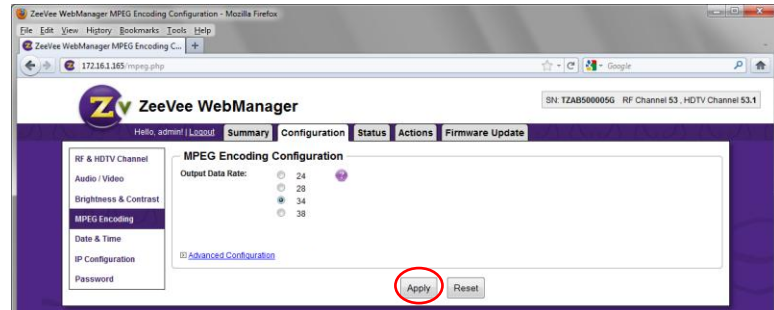 ZeeVee WebManager MPEG Encoding Configuration - Mozilla Firefox
File Edit View History Bookmarks Tools Help
ZeeVee WebManager MPEG Encoding C... +
172.16.1.165/mpeg.php
Google
ZV ZeeVee WebManager
SN: TZAB500005G RF Channel 53 , HDTV Channel 53.1
Hello, admin! | Logout Summary Configuration Status Actions Firmware Update
RF & HDTV Channel
Audio / Video
Brightness & Contrast
MPEG Encoding
Date & Time
IP Configuration
Password
MPEG Encoding Configuration
Output Data Rate: 24
28
34
38
Advanced Configuration
Apply Reset